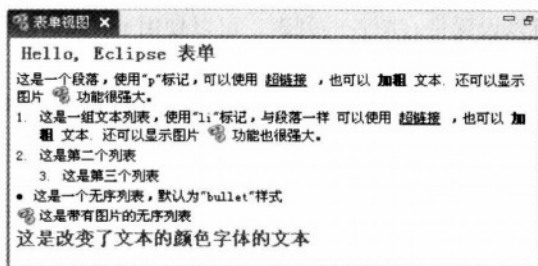 表单视图
Hello, Eclipse 表单
这是一个段落，使用"p"标记，可以使用 超链接 ，也可以 加粗 文本. 还可以显示
图片 功能很强大。
1. 这是一组文本列表，使用"li"标记，与段落一样 可以使用 超链接 ，也可以 加
粗 文本. 还可以显示图片 功能也很强大。
2. 这是第二个列表
3. 这是第三个列表
• 这是一个无序列表，默认为"bullet"样式
这是带有图片的无序列表
这是改变了文本的颜色字体的文本